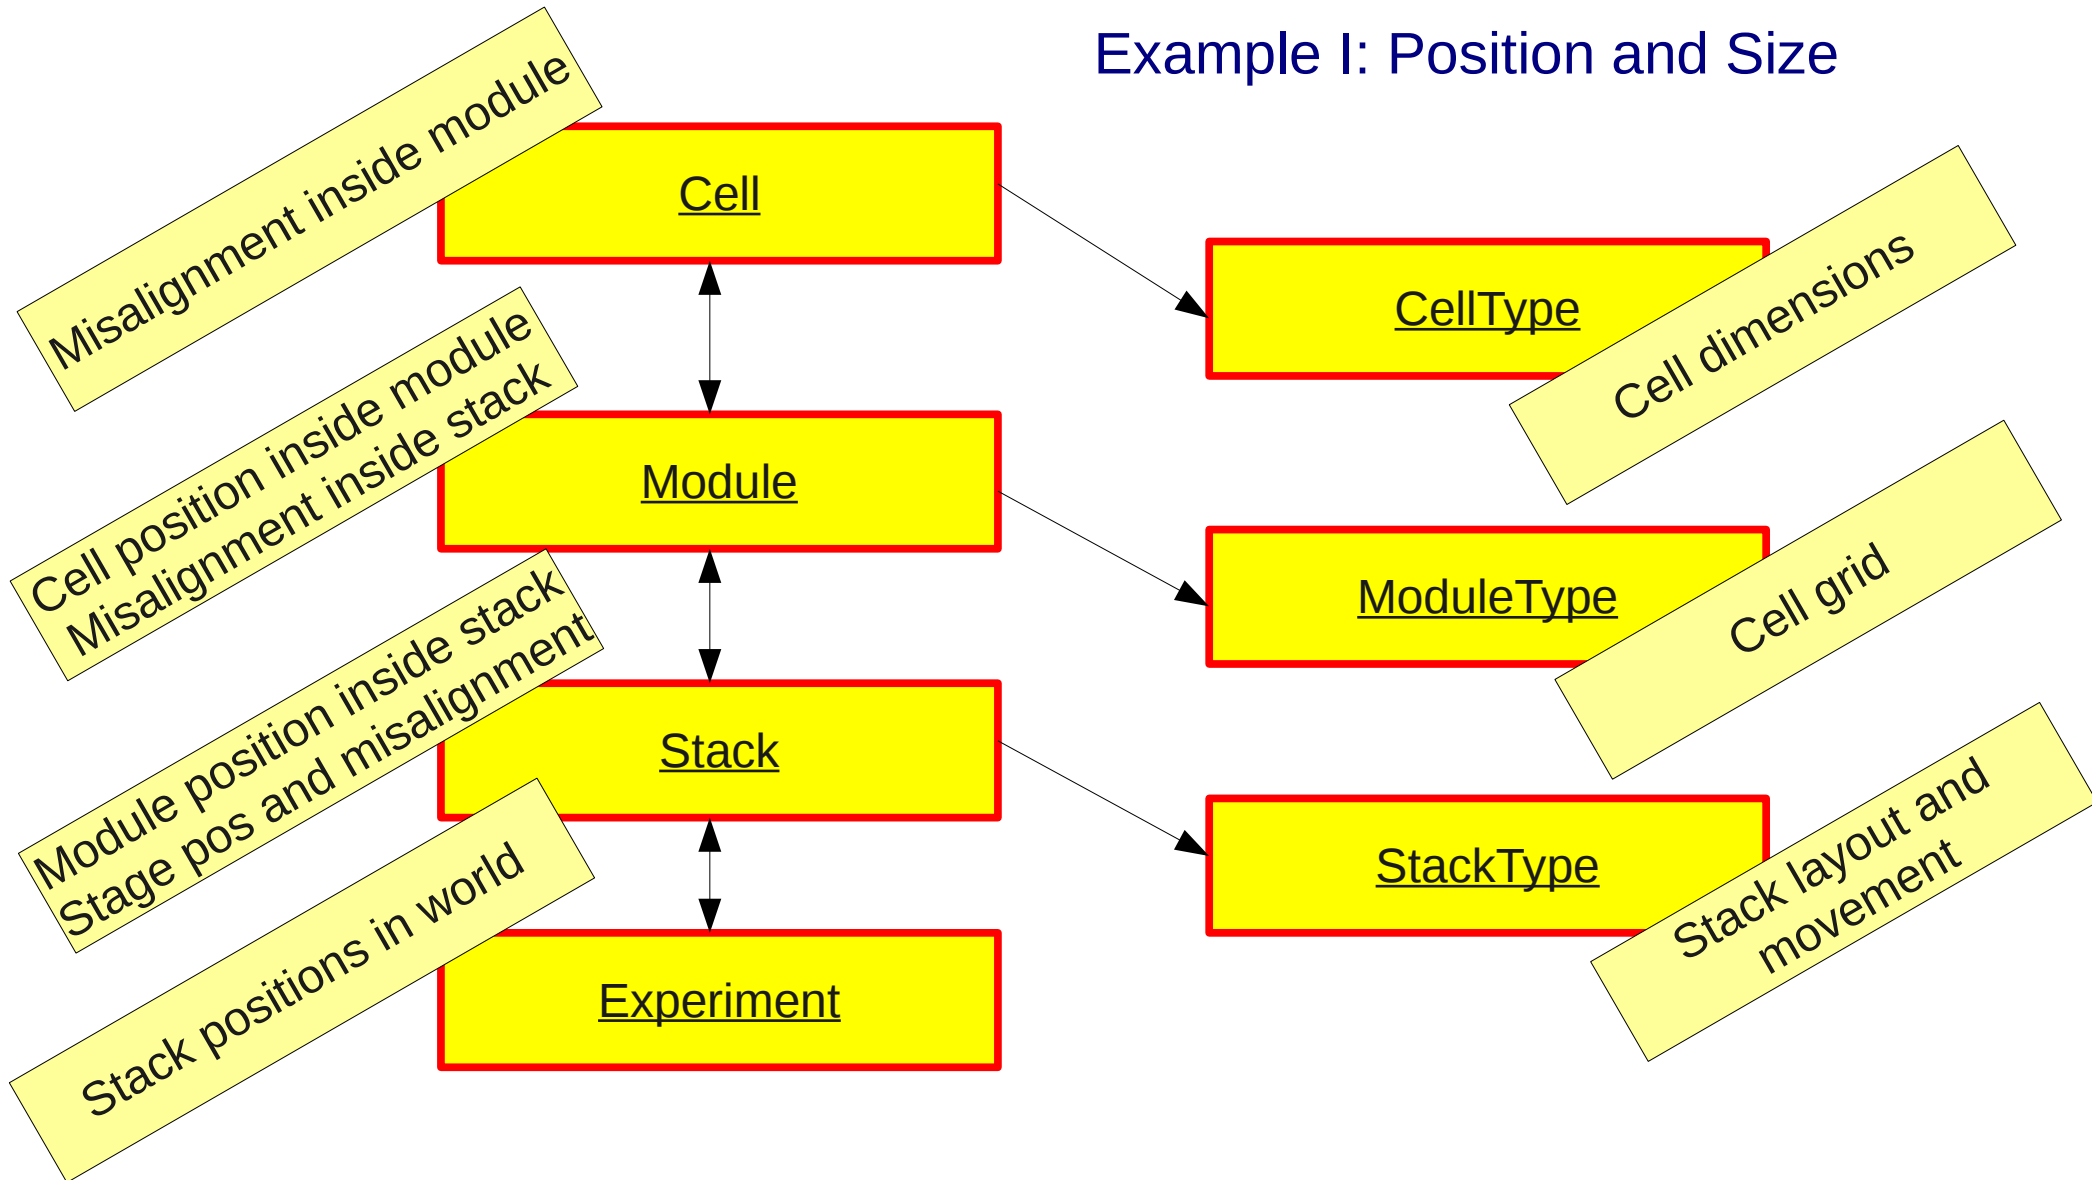 Example I: Position and Size
Misalignment inside module
Cell
CellType
Cell dimensions
Cell position inside module
Misalignment inside stack
Module
ModuleType
Cell grid
Module position inside stack
Stage pos and misalignment
Stack
StackType
Stack layout and
movement
Stack positions in world
Experiment